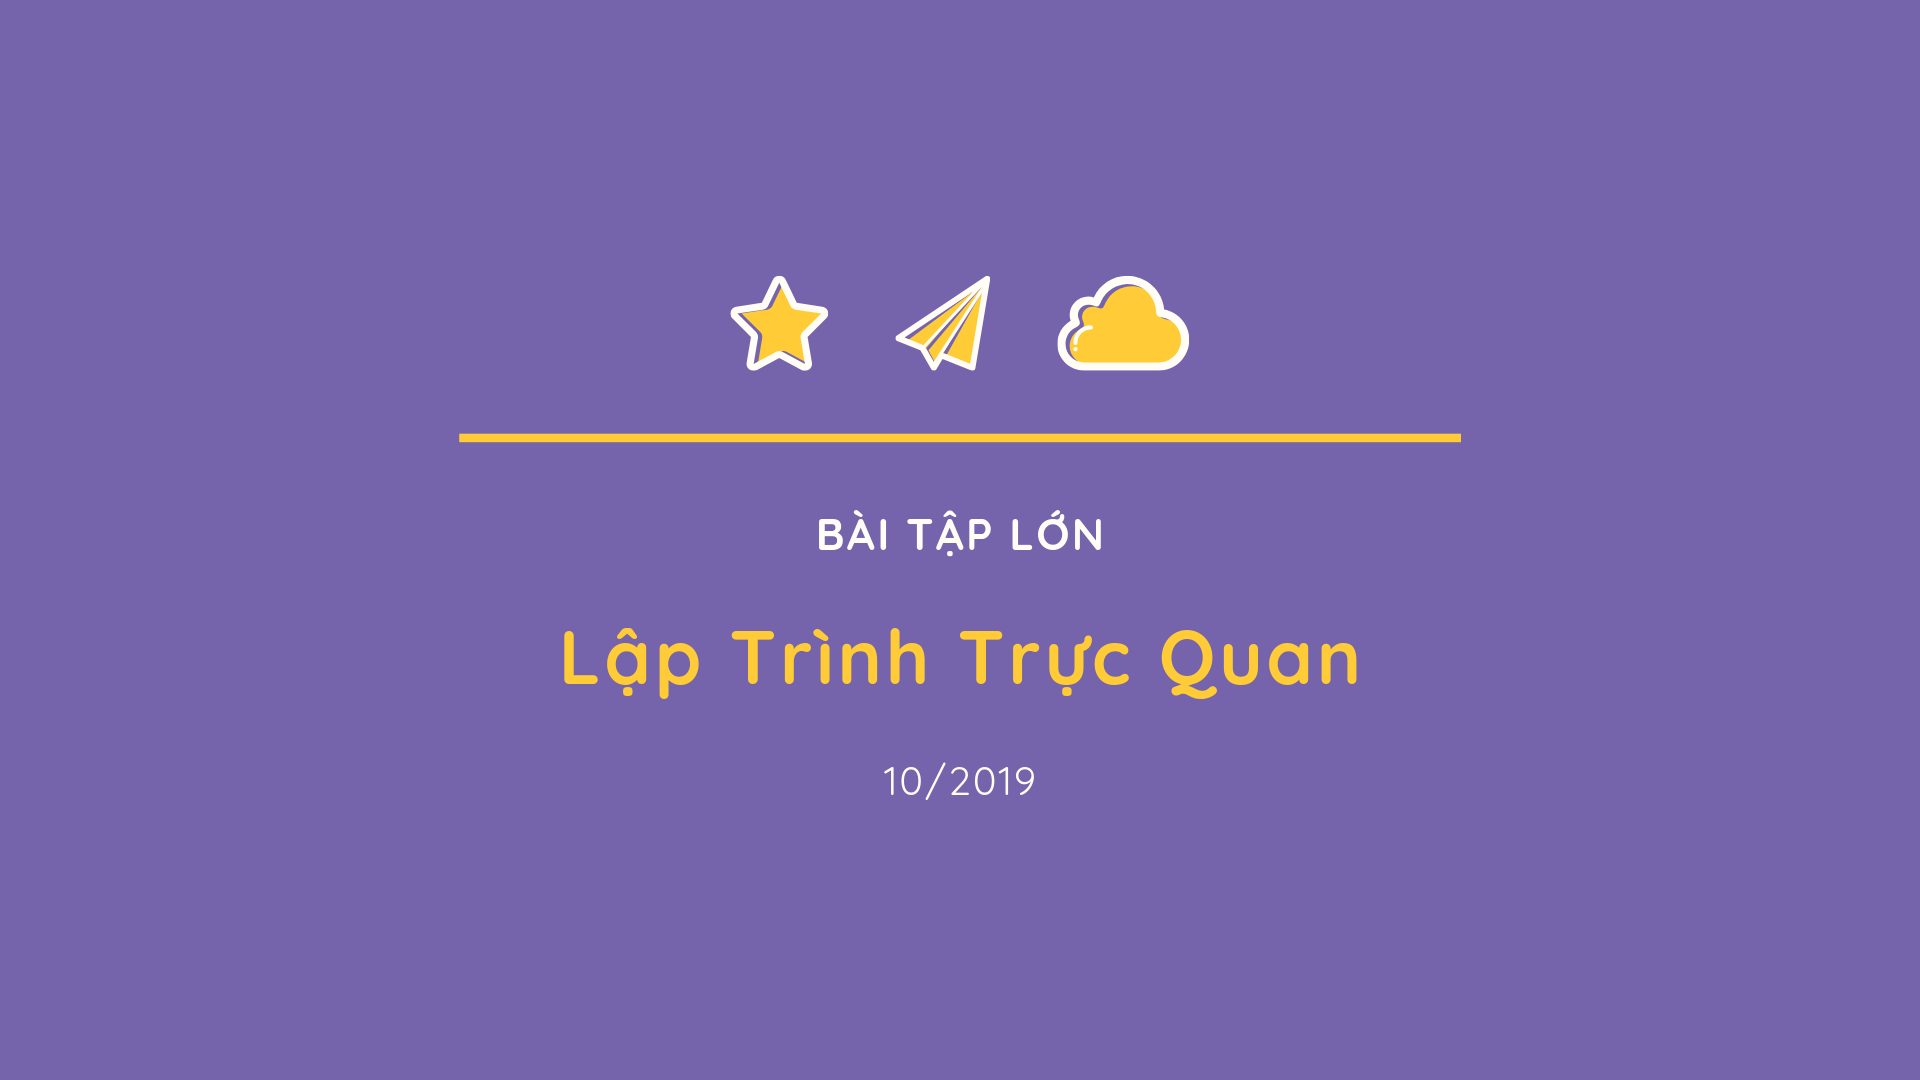 BÀI TẬP LỚN
Lập Trình Trực Quan
10/2019